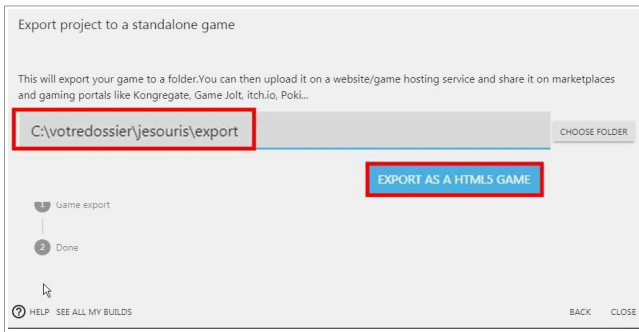 Export project to a standalone game
This will export your game to a folder.You can then upload it on a website/game hosting service and share it on marketplaces
and gaming portals like Kongregate, Game Jolt, itch.io, Poki...
C:\votredossier\jesouris\export
CHOOSE FOLDER
EXPORT AS A HTML5 GAME
1 Game export
2 Done
? HELP SEE ALL MY BUILDS BACK CLOSE